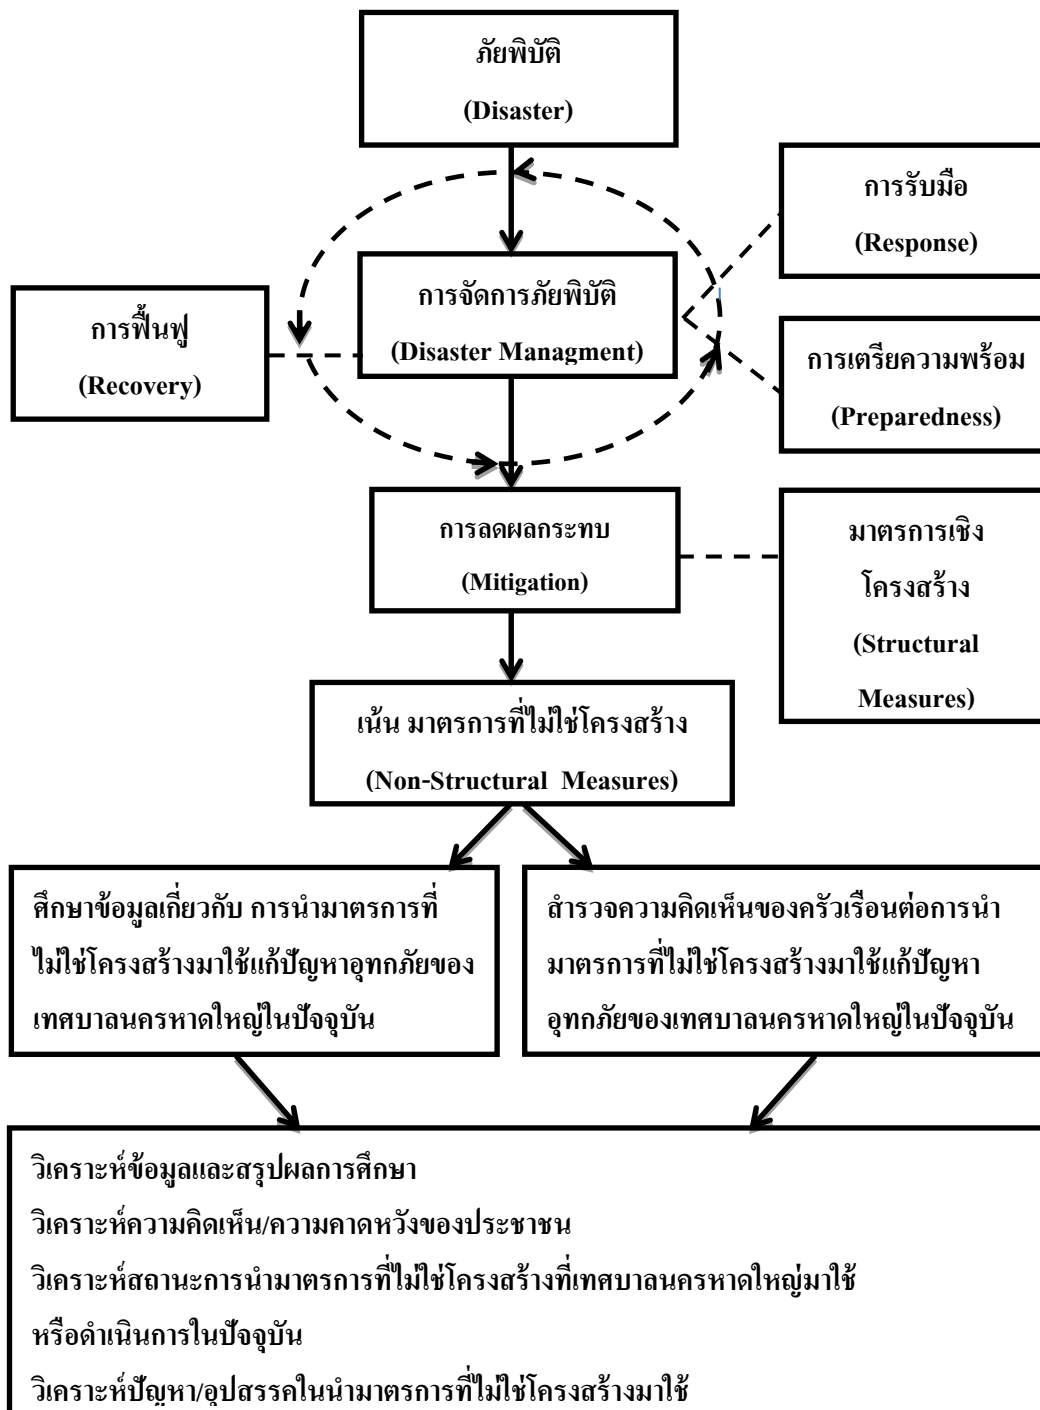 ภัยพิบัติ
(Disaster)
การรับมือ
(Response)
การจัดการภัยพิบัติ
(Disaster Managment)
การฟื้นฟู
(Recovery)
การเตรียความพร้อม
(Preparedness)
การลดผลกระทบ
(Mitigation)
มาตรการเชิง
โครงสร้าง
(Structural
Measures)
เน้น มาตรการที่ไม่ใช่โครงสร้าง
(Non-Structural Measures)
ศึกษาข้อมูลเกี่ยวกับ การนำมาตรการที่
ไม่ใช่โครงสร้างมาใช้แก้ปัญหาอุทกภัยของ
เทศบาลนครหาดใหญ่ในปัจจุบัน
สำรวจความคิดเห็นของครัวเรือนต่อการนำ
มาตรการที่ไม่ใช่โครงสร้างมาใช้แก้ปัญหา
อุทกภัยของเทศบาลนครหาดใหญ่ในปัจจุบัน
วิเคราะห์ข้อมูลและสรุปผลการศึกษา
วิเคราะห์ความคิดเห็น/ความคาดหวังของประชาชน
วิเคราะห์สถานะการนำมาตรการที่ไม่ใช่โครงสร้างที่เทศบาลนครหาดใหญ่มาใช้
หรือดำเนินการในปัจจุบัน
วิเคราะห์ปัญหา/อุปสรรคในนำมาตรการที่ไม่ใช่โครงสร้างมาใช้